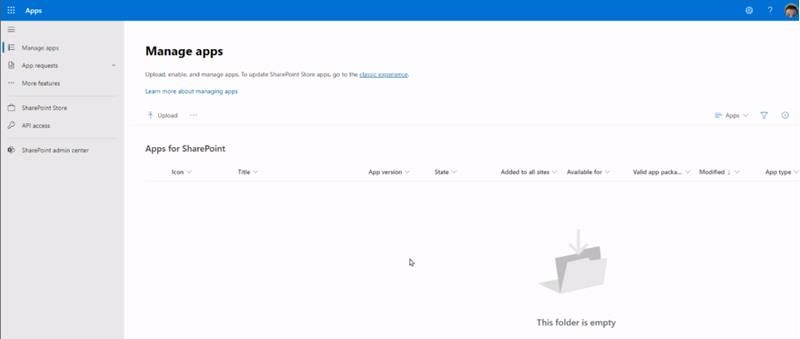 Apps
?
Manage apps
App requests
More features
SharePoint Store
API access
SharePoint admin center
Manage apps
Upload, enable, and manage apps. To update SharePoint Store apps, go to the classic experience.
Learn more about managing apps
Upload
Apps
Apps for SharePoint
Icon Title App version State Added to all sites Available for Valid app packa... Modified App type
This folder is empty